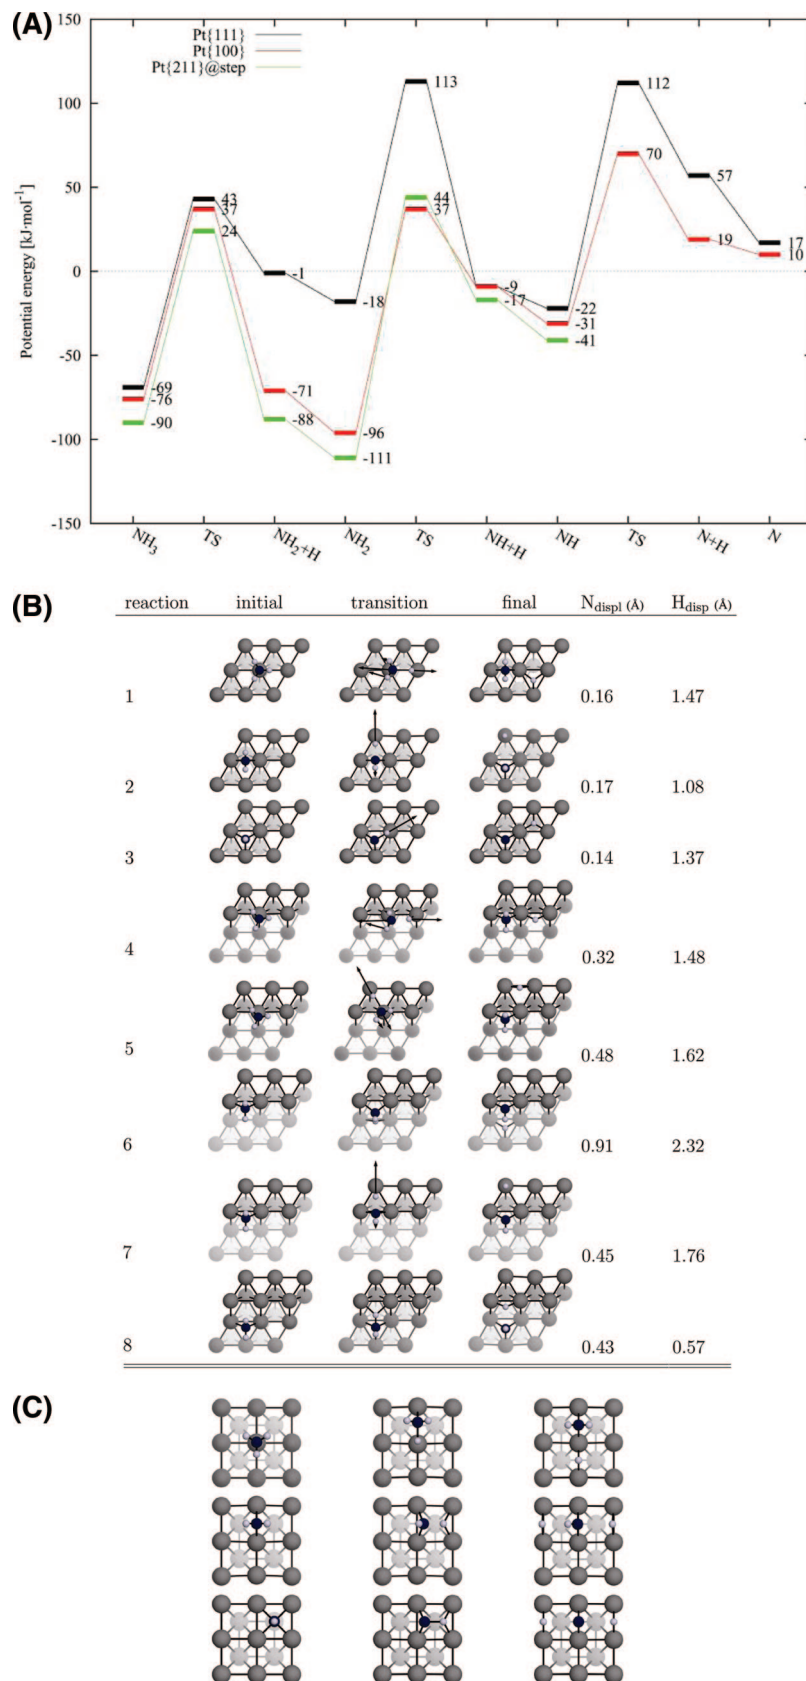 (A)
150
100
50
0
-50
-100
-150
Potential energy [kJ·mol⁻¹]
Pt{111}
Pt{100}
Pt{211}@step
113
112
70
57
43
37
24
44
37
19
17
10
-1
-18
-9
-17
-22
-31
-41
-69
-76
-90
-71
-88
-96
-111
NH₃ TS NH₂+H NH₂ TS NH+H NH TS N+H N
(B)
reaction initial transition final N_displ (Å) H_disp (Å)
1 0.16 1.47
2 0.17 1.08
3 0.14 1.37
4 0.32 1.48
5 0.48 1.62
6 0.91 2.32
7 0.45 1.76
8 0.43 0.57
(C)